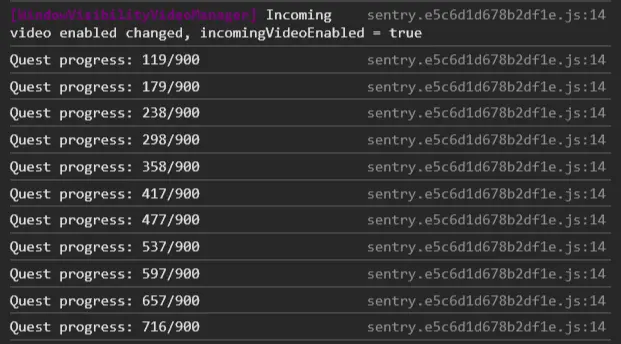 [WindowVisibilityVideoManager] Incoming sentry.e5c6d1d678b2df1e.js:14
video enabled changed, incomingVideoEnabled = true
Quest progress: 119/900 sentry.e5c6d1d678b2df1e.js:14
Quest progress: 179/900 sentry.e5c6d1d678b2df1e.js:14
Quest progress: 238/900 sentry.e5c6d1d678b2df1e.js:14
Quest progress: 298/900 sentry.e5c6d1d678b2df1e.js:14
Quest progress: 358/900 sentry.e5c6d1d678b2df1e.js:14
Quest progress: 417/900 sentry.e5c6d1d678b2df1e.js:14
Quest progress: 477/900 sentry.e5c6d1d678b2df1e.js:14
Quest progress: 537/900 sentry.e5c6d1d678b2df1e.js:14
Quest progress: 597/900 sentry.e5c6d1d678b2df1e.js:14
Quest progress: 657/900 sentry.e5c6d1d678b2df1e.js:14
Quest progress: 716/900 sentry.e5c6d1d678b2df1e.js:14